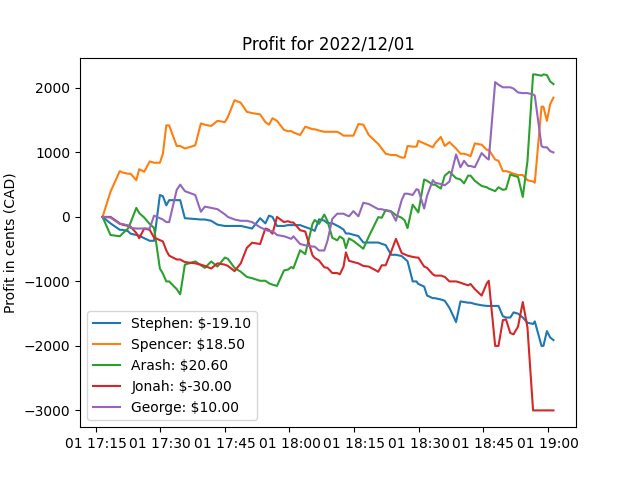 Profit for 2022/12/01
Profit in cents (CAD)
2000
1000
0
−1000
−2000
−3000
Stephen: $-19.10
Spencer: $18.50
Arash: $20.60
Jonah: $-30.00
George: $10.00
01 17:15 01 17:30 01 17:45 01 18:00 01 18:15 01 18:30 01 18:45 01 19:00